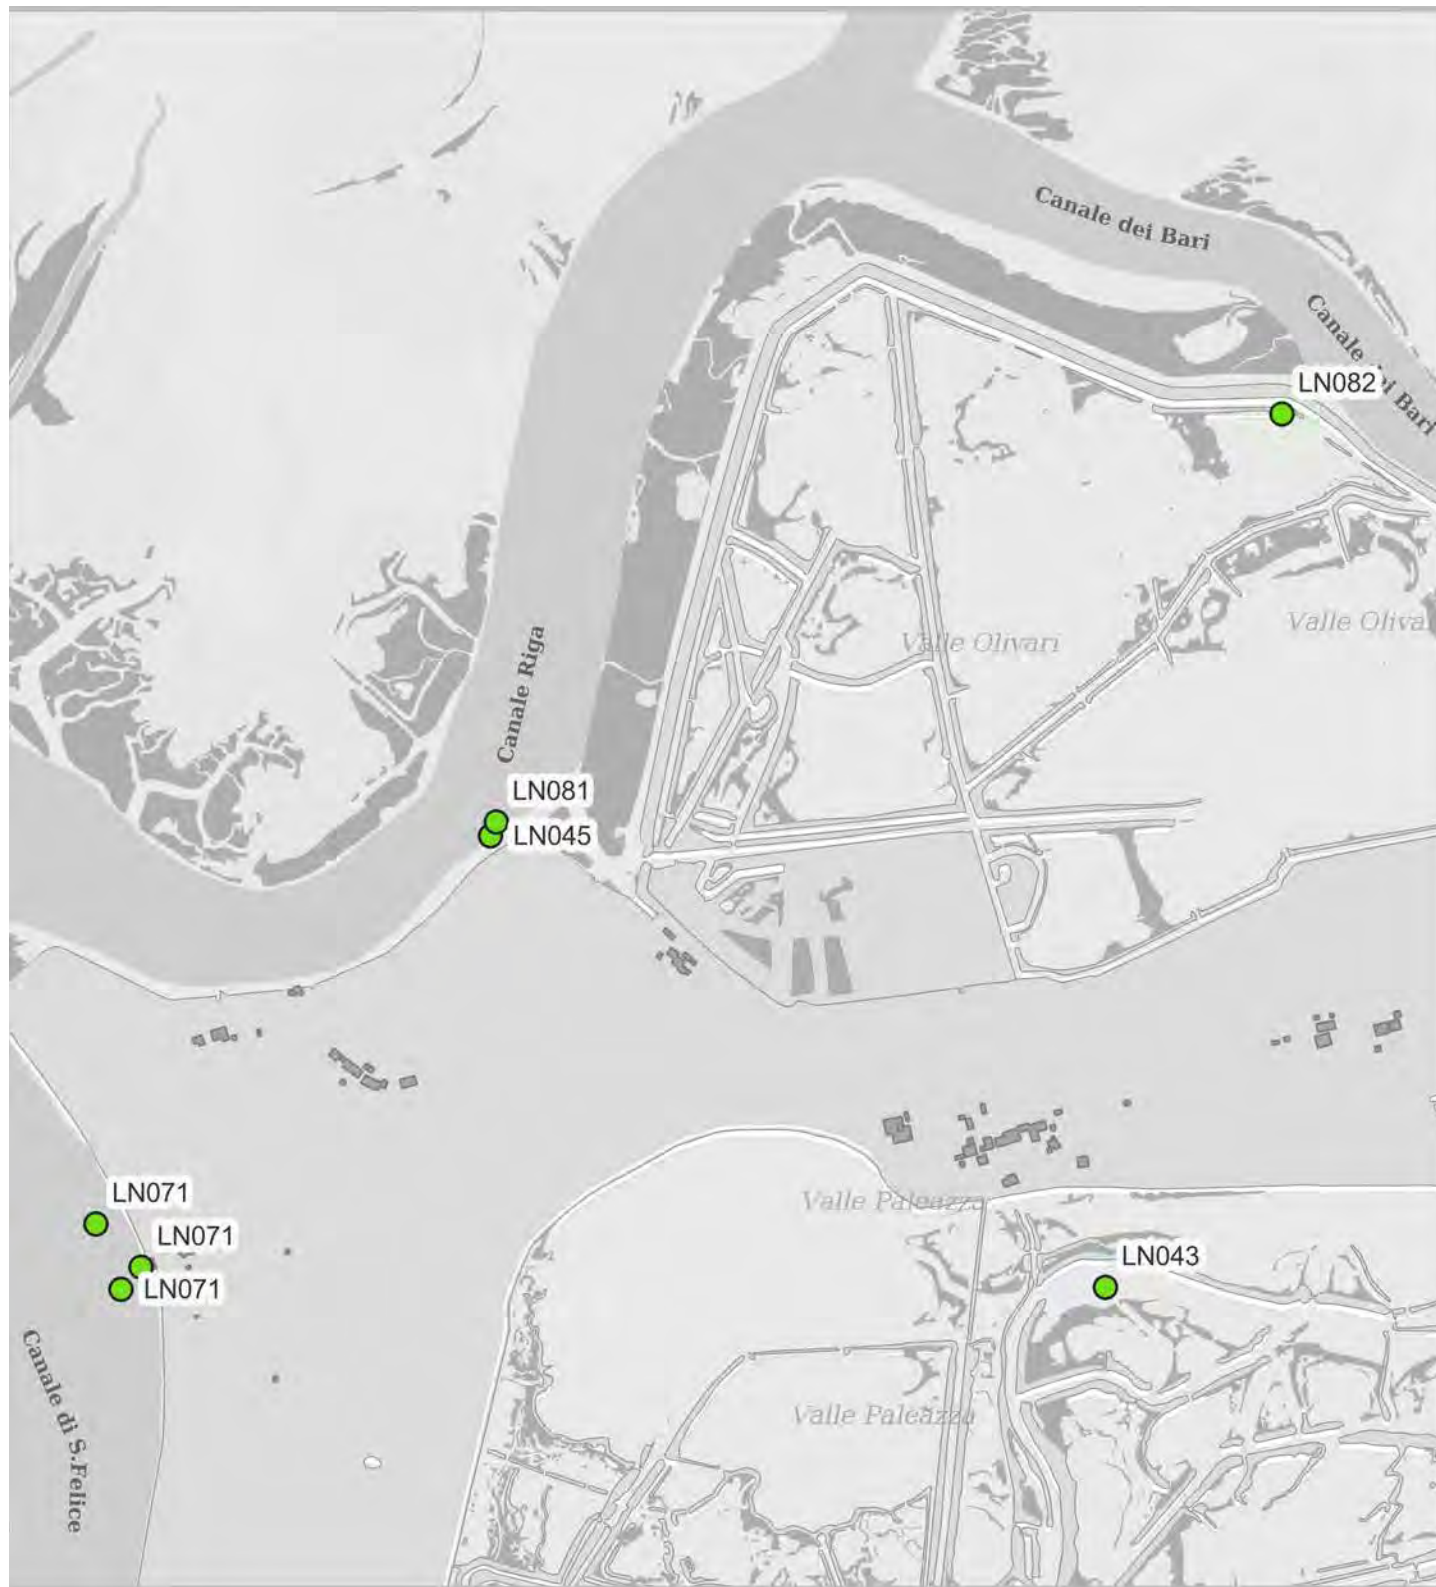 Canale dei Bari
Canale dei Bari
LN082
Valle Olivari
Valle Oliva
Canale Riga
LN081
LN045
LN071
LN071
LN071
Valle Paleazza
LN043
Canale di S.Felice
Valle Paleazza